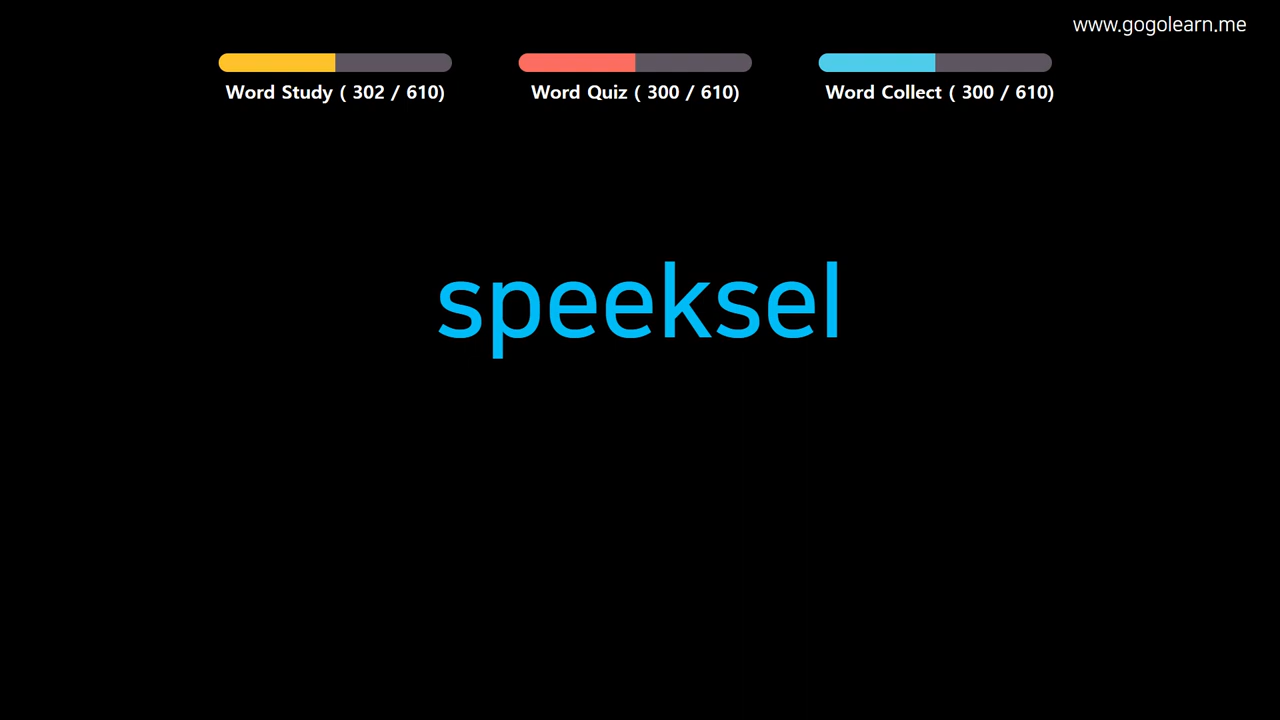 www.gogolearn.me
Word Study ( 302 / 610)
Word Quiz ( 300 / 610)
Word Collect ( 300 / 610)
speeksel